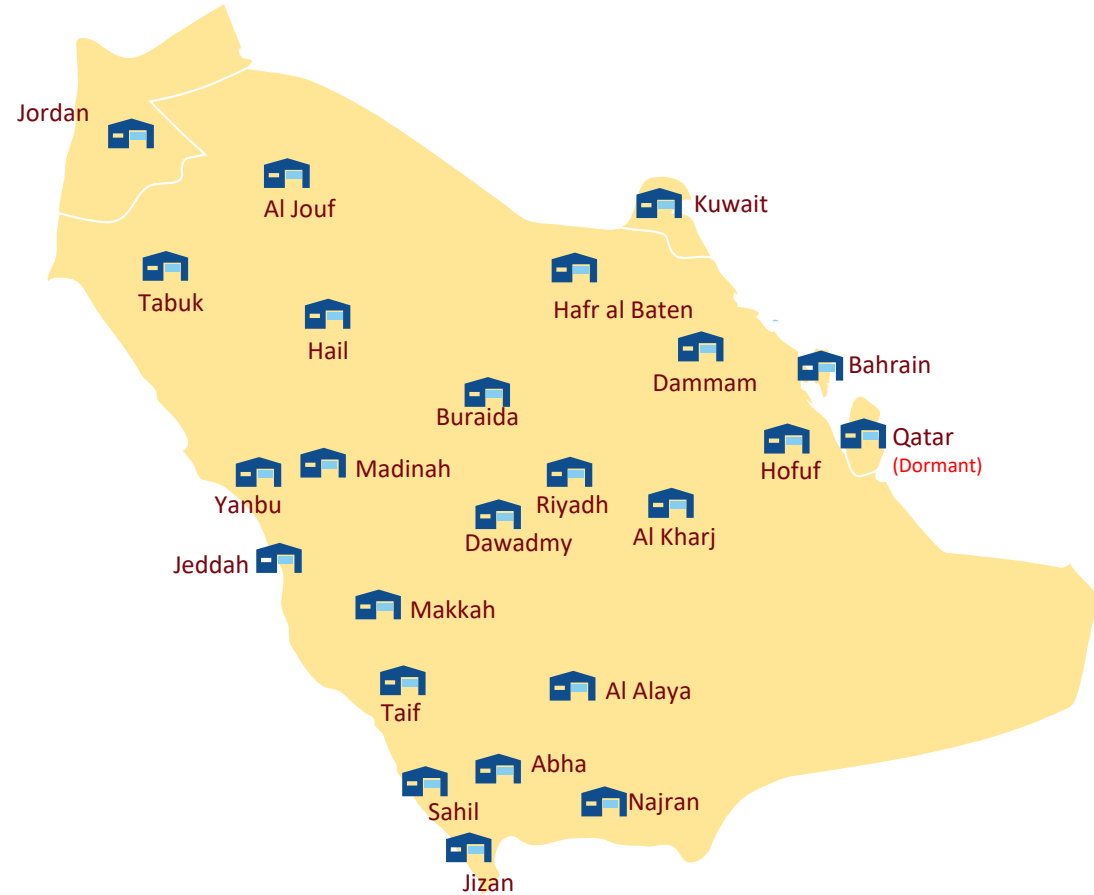 Jordan
Al Jouf
Kuwait
Tabuk
Hafr al Baten
Hail
Dammam
Bahrain
Buraida
Qatar
(Dormant)
Madinah
Hofuf
Yanbu
Riyadh
Dawadmy
Al Kharj
Jeddah
Makkah
Al Alaya
Taif
Abha
Najran
Sahil
Jizan